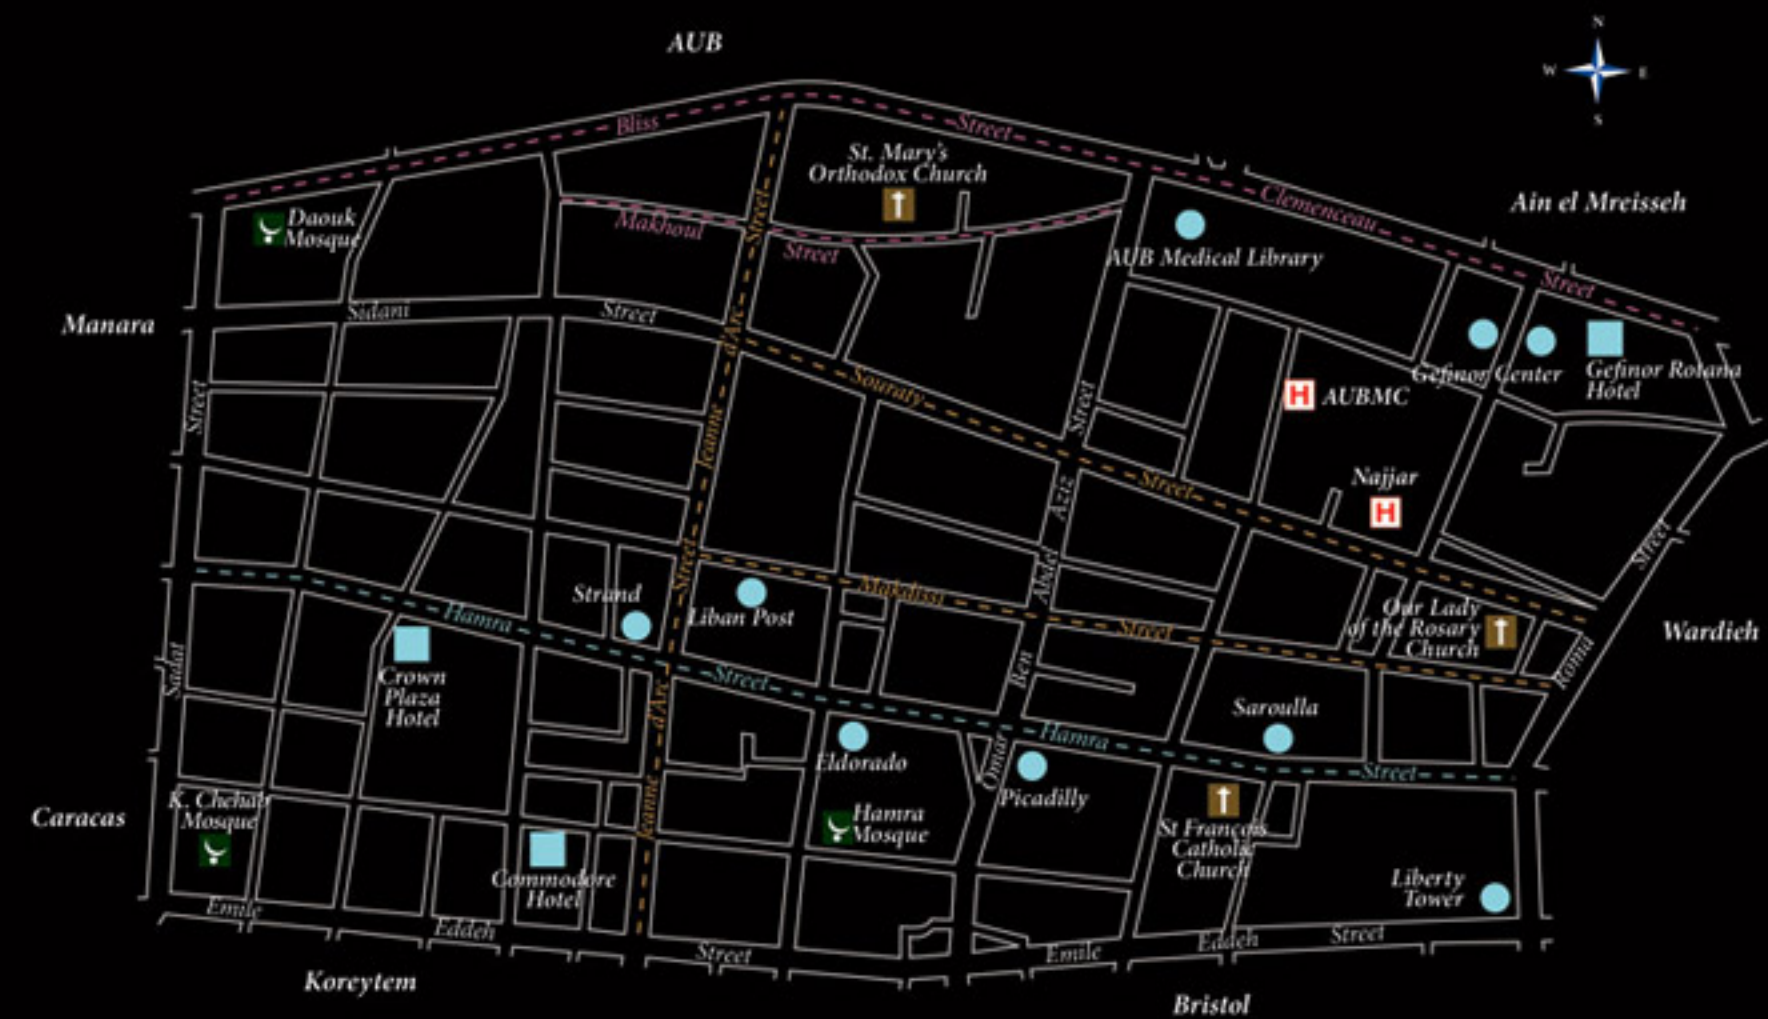 AUB
N
W
E
S
Bliss
Street
St. Mary's
Orthodox Church
Clemenceau
Street
Ain el Mreisseh
Daouk
Mosque
Makhoul
Street
AUB Medical Library
Manara
Sidani
Street
Souraty
Street
Gefinor Center
Gefinor Rotana
Hotel
H AUBMC
Najjar
H
Street
Jeanne
d'Arc
Street
Street
Aziz
Abdel
Ben
Omar
Strand
Liban Post
Makdissi
Street
Our Lady
of the Rosary
Church
Street
Roma
Wardieh
Hamra
Street
Hamra
Street
Sadat
Crown
Plaza
Hotel
Jeanne
d'Arc
Street
Saroulla
Eldorado
Picadilly
Hamra
Mosque
St François
Catholic
Church
Caracas
K. Chehab
Mosque
Commodore
Hotel
Liberty
Tower
Emile
Eddeh
Street
Emile
Eddeh
Street
Koreytem
Bristol